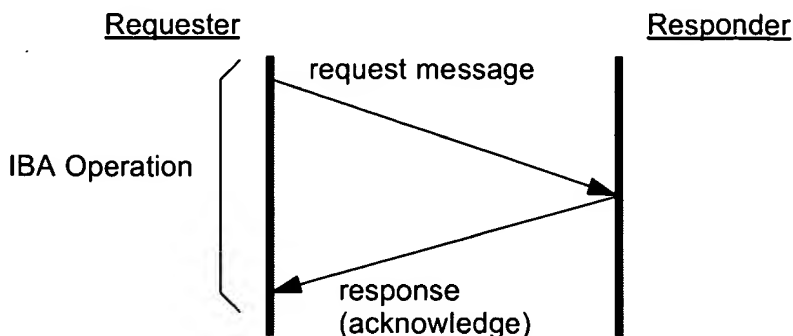 Requester
Responder
request message
IBA Operation
response
(acknowledge)